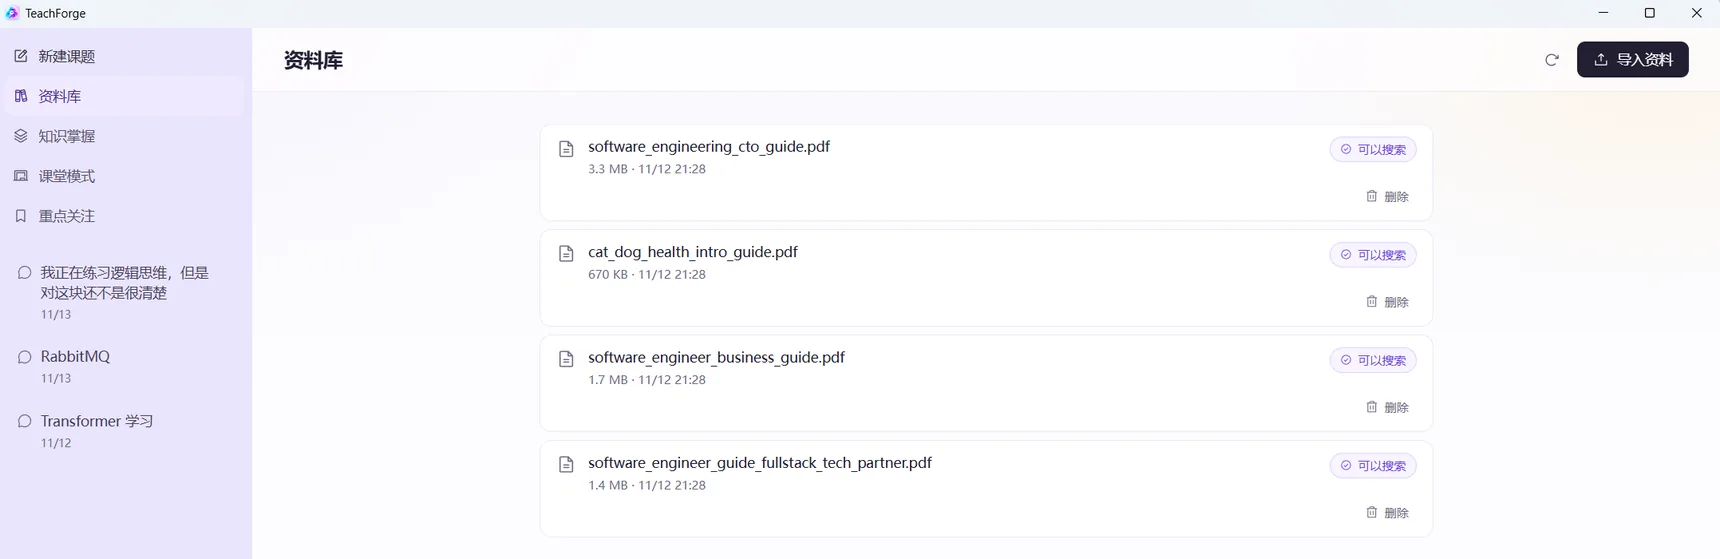 TeachForge
新建课题
资料库
知识掌握
课堂模式
重点关注
我正在练习逻辑思维，但是
对这块还不是很清楚
11/13
RabbitMQ
11/13
Transformer 学习
11/12
资料库
导入资料
software_engineering_cto_guide.pdf
3.3 MB · 11/12 21:28
可以搜索
删除
cat_dog_health_intro_guide.pdf
670 KB · 11/12 21:28
可以搜索
删除
software_engineer_business_guide.pdf
1.7 MB · 11/12 21:28
可以搜索
删除
software_engineer_guide_fullstack_tech_partner.pdf
1.4 MB · 11/12 21:28
可以搜索
删除